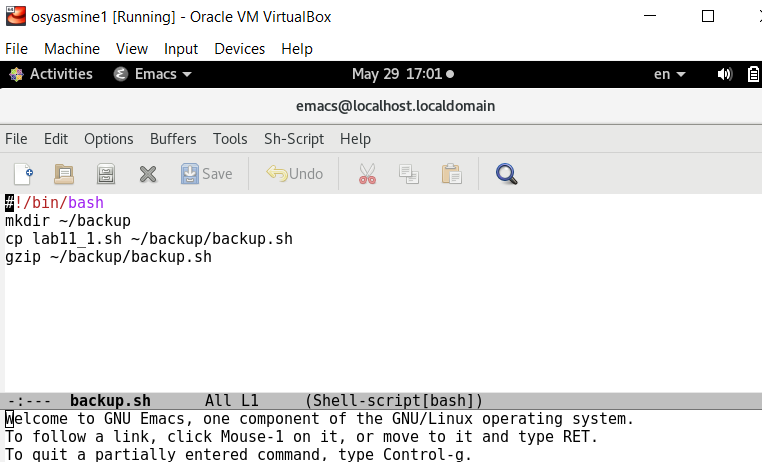 osyasmine1 [Running] - Oracle VM VirtualBox
File Machine View Input Devices Help
Activities Emacs May 29 17:01 en
emacs@localhost.localdomain
File Edit Options Buffers Tools Sh-Script Help
Save Undo
#!/bin/bash
mkdir ~/backup
cp lab11_1.sh ~/backup/backup.sh
gzip ~/backup/backup.sh
-:--- backup.sh All L1 (Shell-script[bash])
Welcome to GNU Emacs, one component of the GNU/Linux operating system.
To follow a link, click Mouse-1 on it, or move to it and type RET.
To quit a partially entered command, type Control-g.